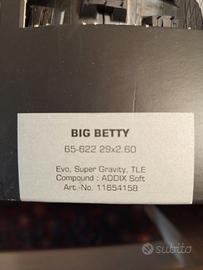 BIG BETTY
65-622 29x2.60
Evo, Super Gravity, TLE
Compound : ADDIX Soft
Art.-No. 11654158
subito